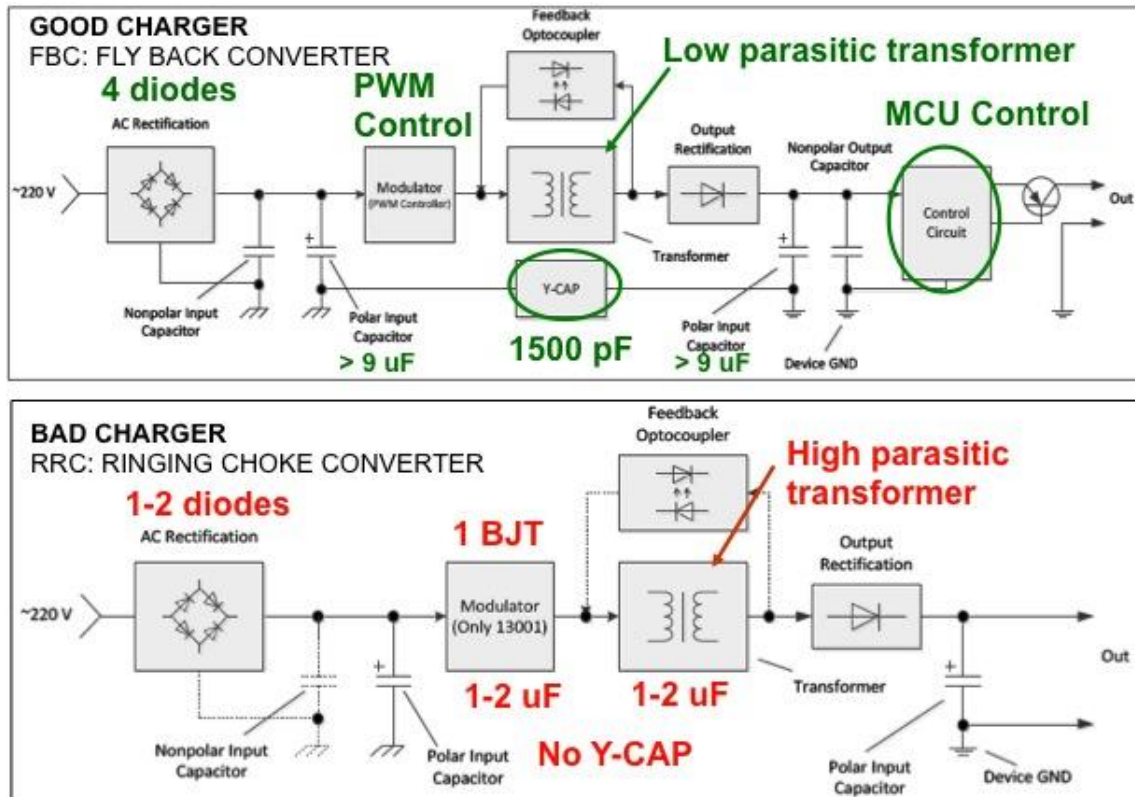 GOOD CHARGER
FBC: FLY BACK CONVERTER
4 diodes
AC Rectification
~220 V
Nonpolar Input
Capacitor
+
Polar Input
Capacitor
> 9 uF
PWM
Control
Modulator
(PWM Controller)
Feedback
Optocoupler
Low parasitic transformer
Transformer
Y-CAP
1500 pF
Output
Rectification
+
Polar Input
Capacitor
> 9 uF
Nonpolar Output
Capacitor
Device GND
MCU Control
Control
Circuit
Out
BAD CHARGER
RRC: RINGING CHOKE CONVERTER
1-2 diodes
AC Rectification
~220 V
Nonpolar Input
Capacitor
+
Polar Input
Capacitor
1 BJT
Modulator
(Only 13001)
1-2 uF
No Y-CAP
Feedback
Optocoupler
High parasitic
transformer
1-2 uF
Transformer
Output
Rectification
+
Polar Input
Capacitor
Device GND
Out